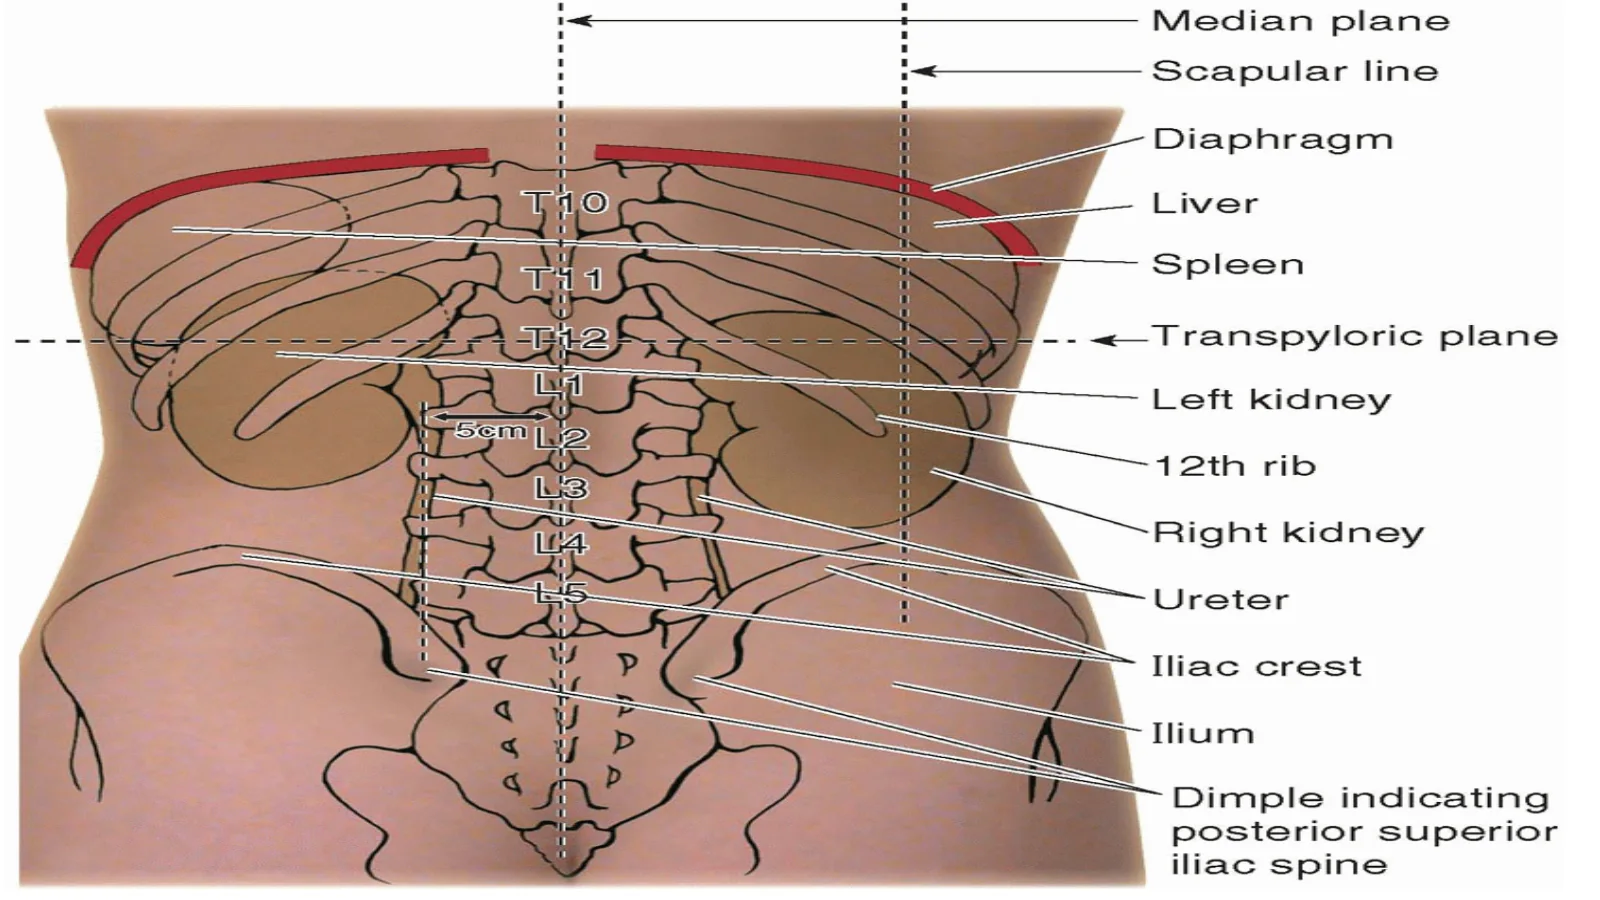 Median plane
Scapular line
Diaphragm
Liver
T10
Spleen
T11
Transpyloric plane
T12
L1
Left kidney
5cm
L2
12th rib
L3
Right kidney
L4
L5
Ureter
Iliac crest
Ilium
Dimple indicating
posterior superior
iliac spine